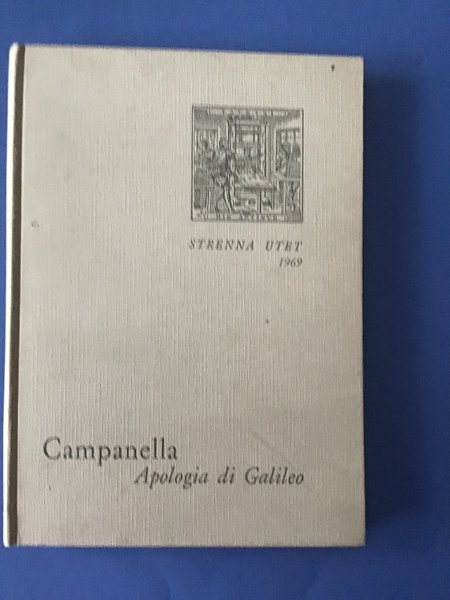 STRENNA UTET
1969
Campanella
Apologia di Galileo